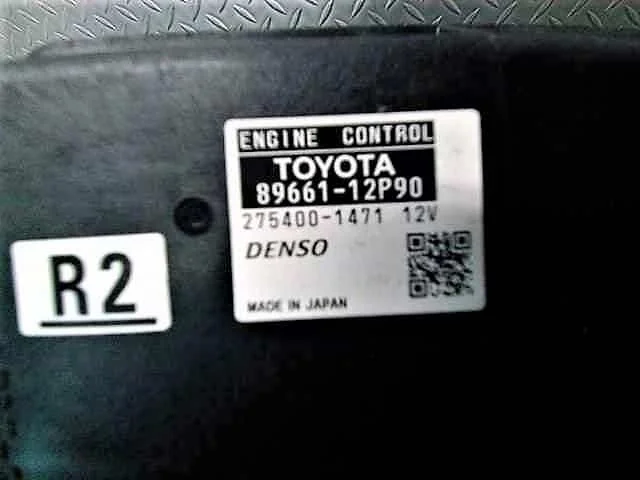 ENGINE CONTROL
TOYOTA
89661-12P90
275400-1471 12V
DENSO
MADE IN JAPAN
R2